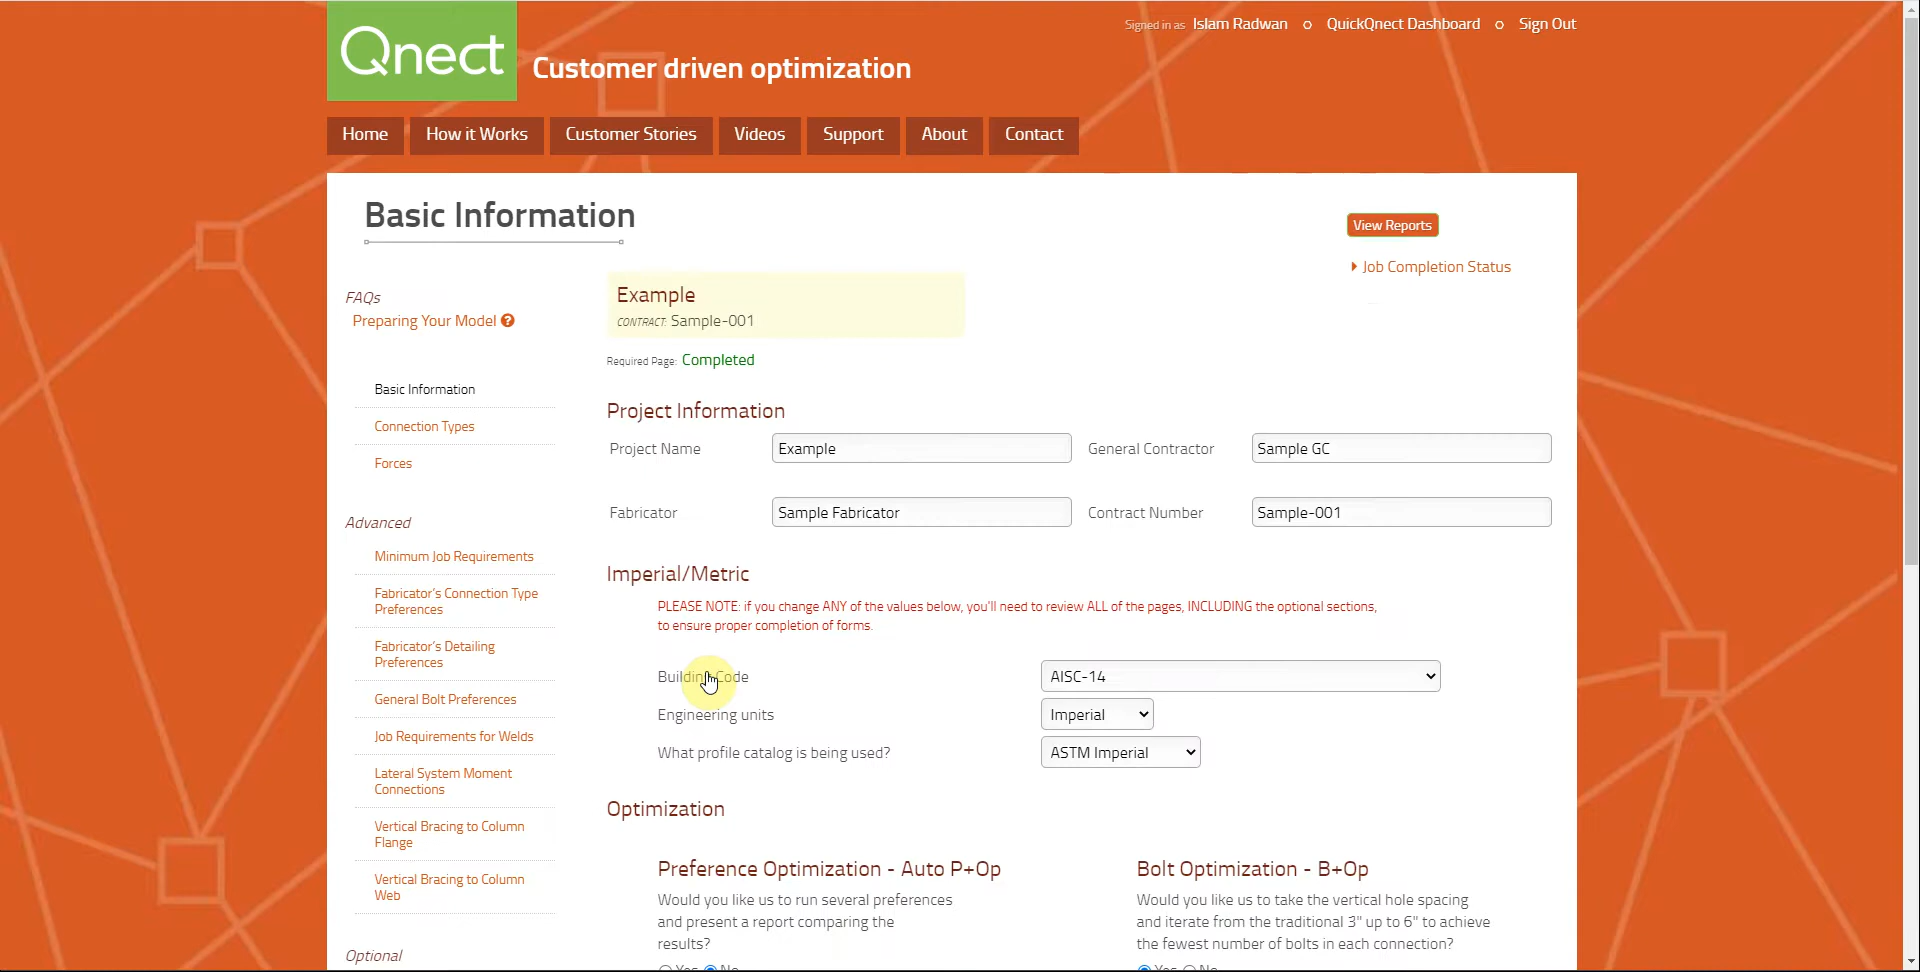 Signed in as Islam Radwan QuickQnect Dashboard Sign Out
Qnect
Customer driven optimization
Home How it Works Customer Stories Videos Support About Contact
Basic Information
View Reports
Job Completion Status
FAQs
Preparing Your Model
Basic Information
Connection Types
Forces
Advanced
Minimum Job Requirements
Fabricator's Connection Type
Preferences
Fabricator's Detailing
Preferences
General Bolt Preferences
Job Requirements for Welds
Lateral System Moment
Connections
Vertical Bracing to Column
Flange
Vertical Bracing to Column
Web
Optional
Example
CONTRACT: Sample-001
Required Page: Completed
Project Information
Project Name Example General Contractor Sample GC
Fabricator Sample Fabricator Contract Number Sample-001
Imperial/Metric
PLEASE NOTE: if you change ANY of the values below, you'll need to review ALL of the pages, INCLUDING the optional sections,
to ensure proper completion of forms.
Building Code AISC-14
Engineering units Imperial
What profile catalog is being used? ASTM Imperial
Optimization
Preference Optimization - Auto P+Op
Would you like us to run several preferences
and present a report comparing the
results?
Yes No
Bolt Optimization - B+Op
Would you like us to take the vertical hole spacing
and iterate from the traditional 3" up to 6" to achieve
the fewest number of bolts in each connection?
Yes No